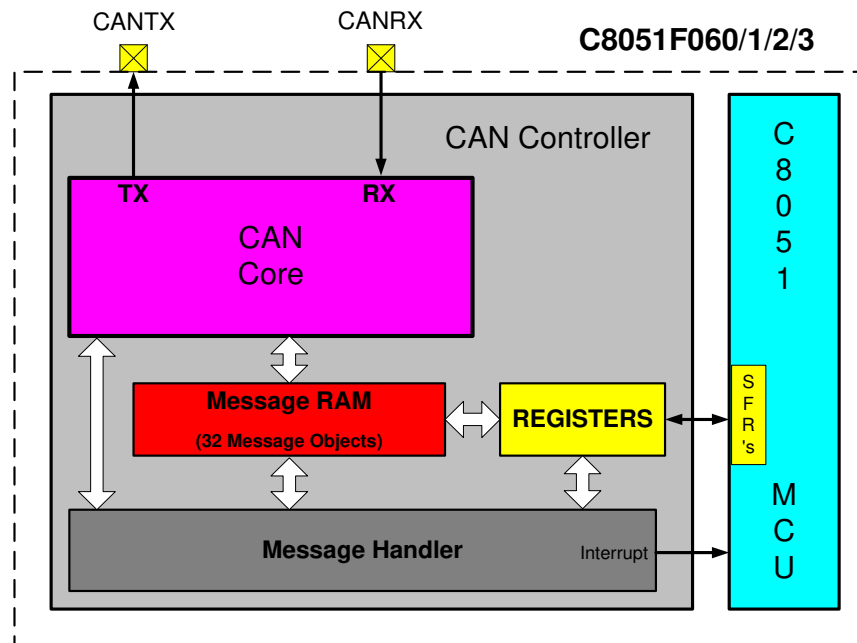 CANTX
CANRX
C8051F060/1/2/3
CAN Controller
TX
RX
CAN
Core
Message RAM
(32 Message Objects)
REGISTERS
Message Handler
Interrupt
C
8
0
5
1
S
F
R
's
M
C
U